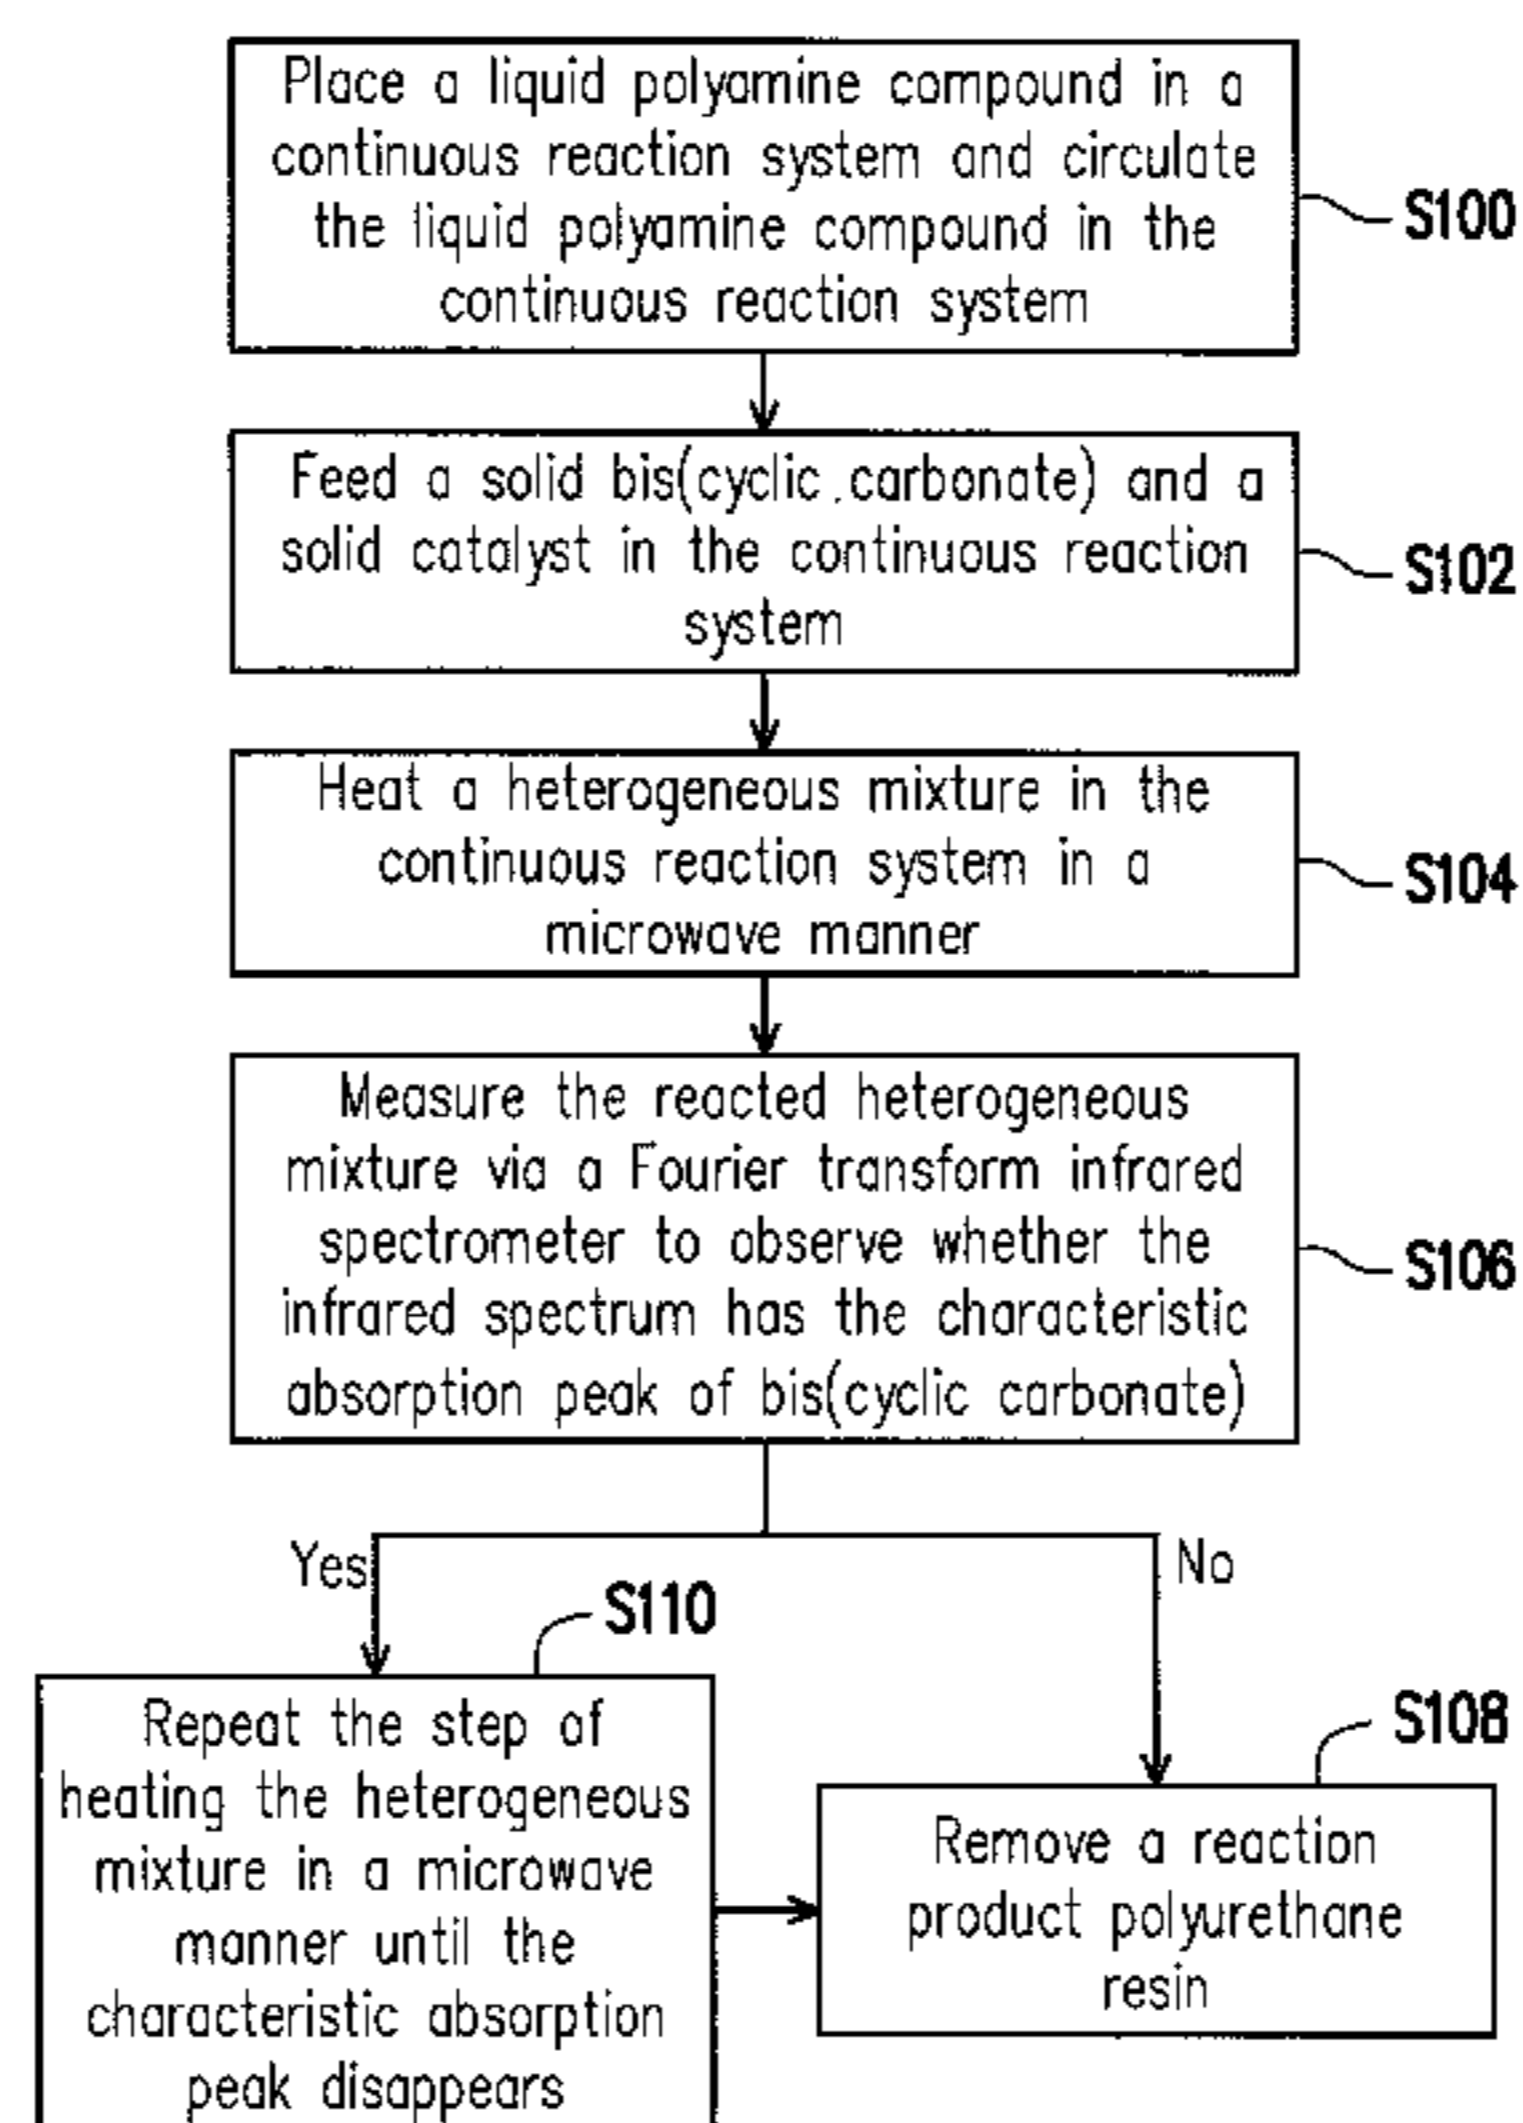 Place a liquid polyamine compound in a
continuous reaction system and circulate
the liquid polyamine compound in the
continuous reaction system
S100
Feed a solid bis(cyclic carbonate) and a
solid catalyst in the continuous reaction
system
S102
Heat a heterogeneous mixture in the
continuous reaction system in a
microwave manner
S104
Measure the reacted heterogeneous
mixture via a Fourier transform infrared
spectrometer to observe whether the
infrared spectrum has the characteristic
absorption peak of bis(cyclic carbonate)
S106
Yes
No
S110
Repeat the step of
heating the heterogeneous
mixture in a microwave
manner until the
characteristic absorption
peak disappears
S108
Remove a reaction
product polyurethane
resin